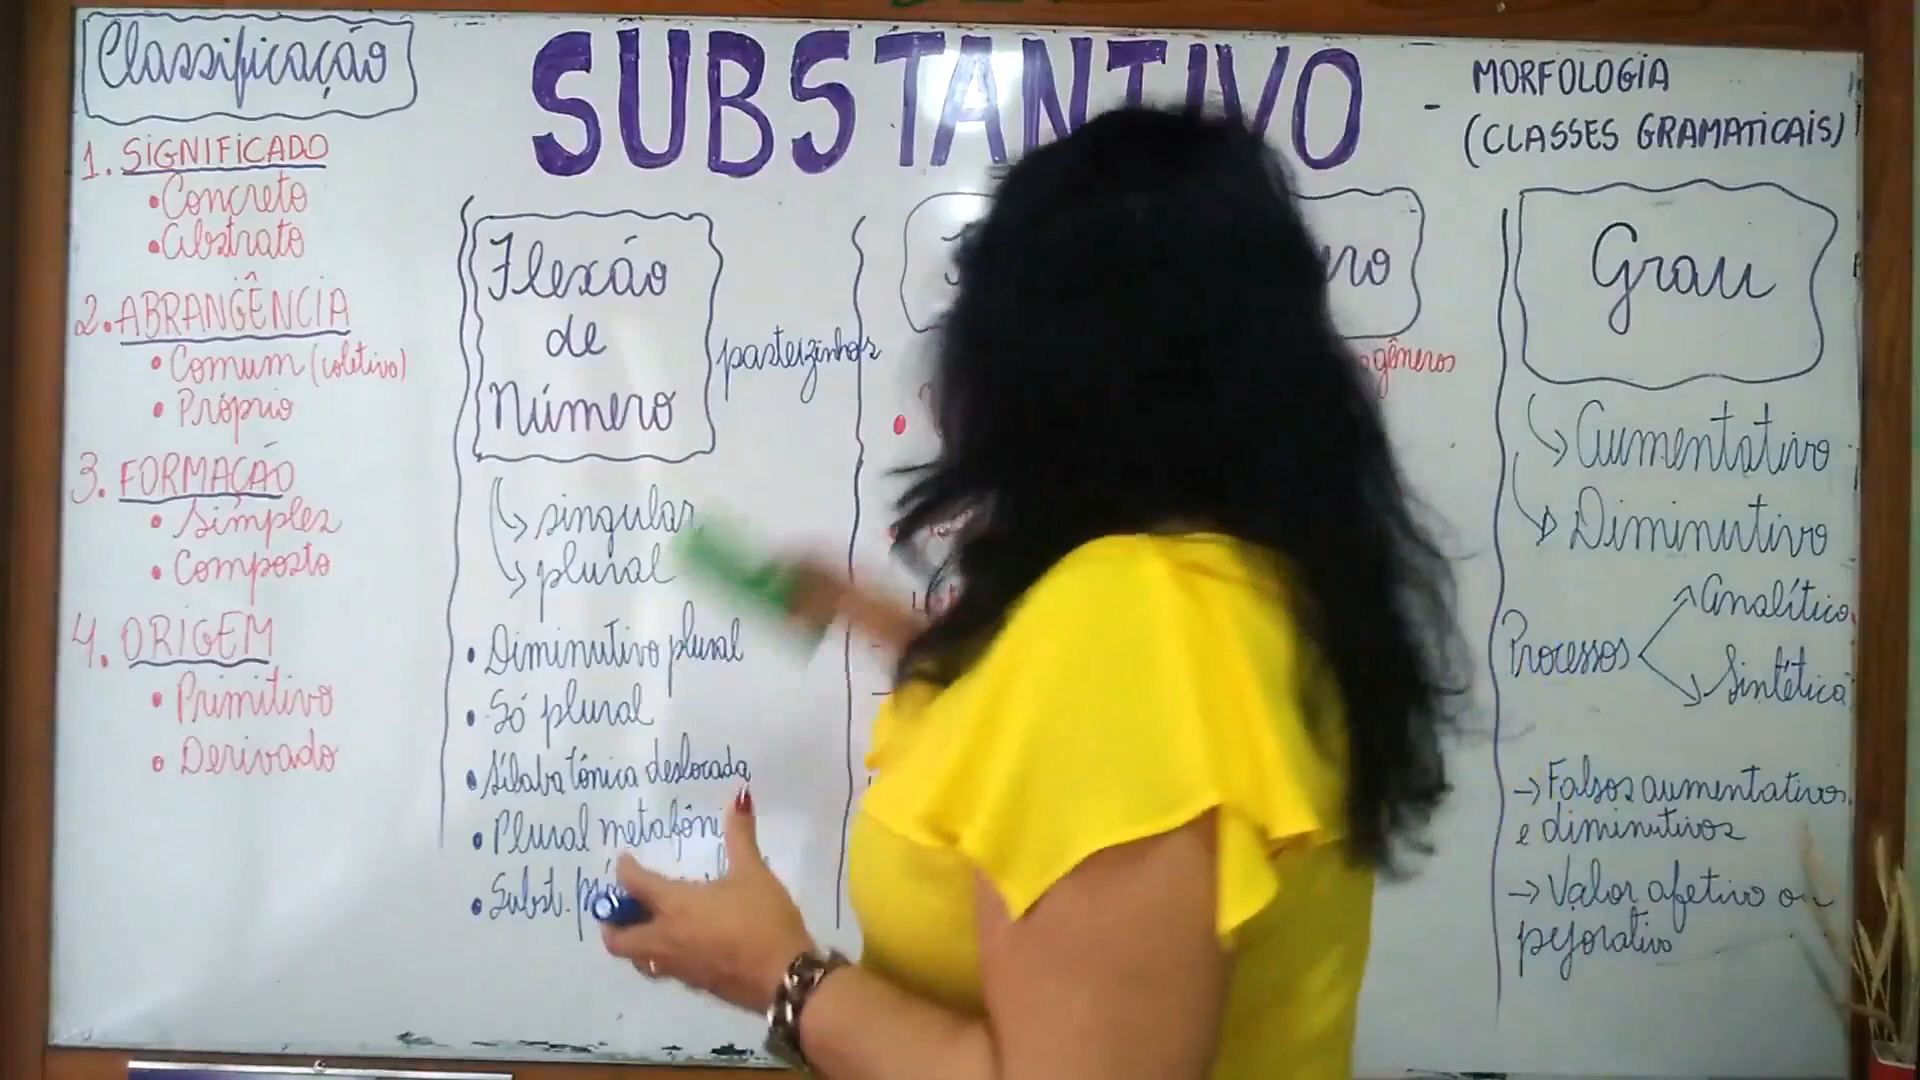 Classificação
SUBSTANTIVO - MORFOLOGIA
(CLASSES GRAMATICAIS)
1. SIGNIFICADO
• Concreto
• Abstrato
2. ABRANGÊNCIA
• Comum (coletivo)
• Próprio
3. FORMAÇÃO
• Simples
• Composto
4. ORIGEM
• Primitivo
• Derivado
Flexão
de
Número
pasteizinhos
singular
plural
• Diminutivo plural
• Só plural
• Sílaba tônica deslocada
• Plural
• Subst.
gêneros
Grau
Aumentativo
Diminutivo
Processos
Analítico
Sintético
→ Falsos aumentativos
e diminutivos
→ Valor afetivo ou
pejorativo